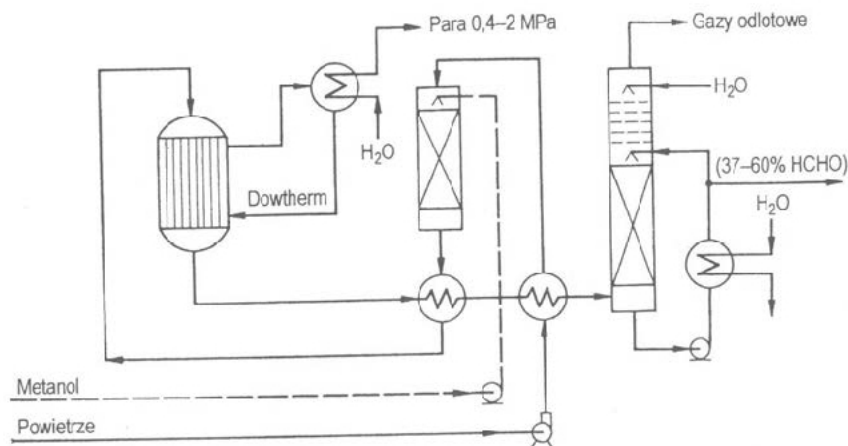 Para 0,4–2 MPa
Gazy odlotowe
H₂O
H₂O
(37–60% HCHO)
H₂O
Dowtherm
Metanol
Powietrze